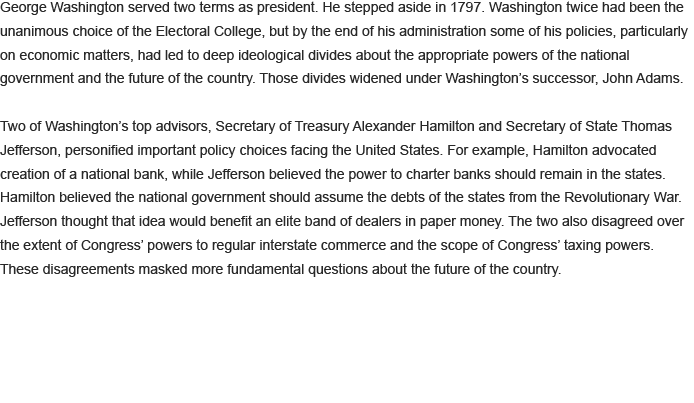 George Washington served two terms as president. He stepped aside in 1797. Washington twice had been the
unanimous choice of the Electoral College, but by the end of his administration some of his policies, particularly
on economic matters, had led to deep ideological divides about the appropriate powers of the national
government and the future of the country. Those divides widened under Washington’s successor, John Adams.
Two of Washington’s top advisors, Secretary of Treasury Alexander Hamilton and Secretary of State Thomas
Jefferson, personified important policy choices facing the United States. For example, Hamilton advocated
creation of a national bank, while Jefferson believed the power to charter banks should remain in the states.
Hamilton believed the national government should assume the debts of the states from the Revolutionary War.
Jefferson thought that idea would benefit an elite band of dealers in paper money. The two also disagreed over
the extent of Congress’ powers to regular interstate commerce and the scope of Congress’ taxing powers.
These disagreements masked more fundamental questions about the future of the country.